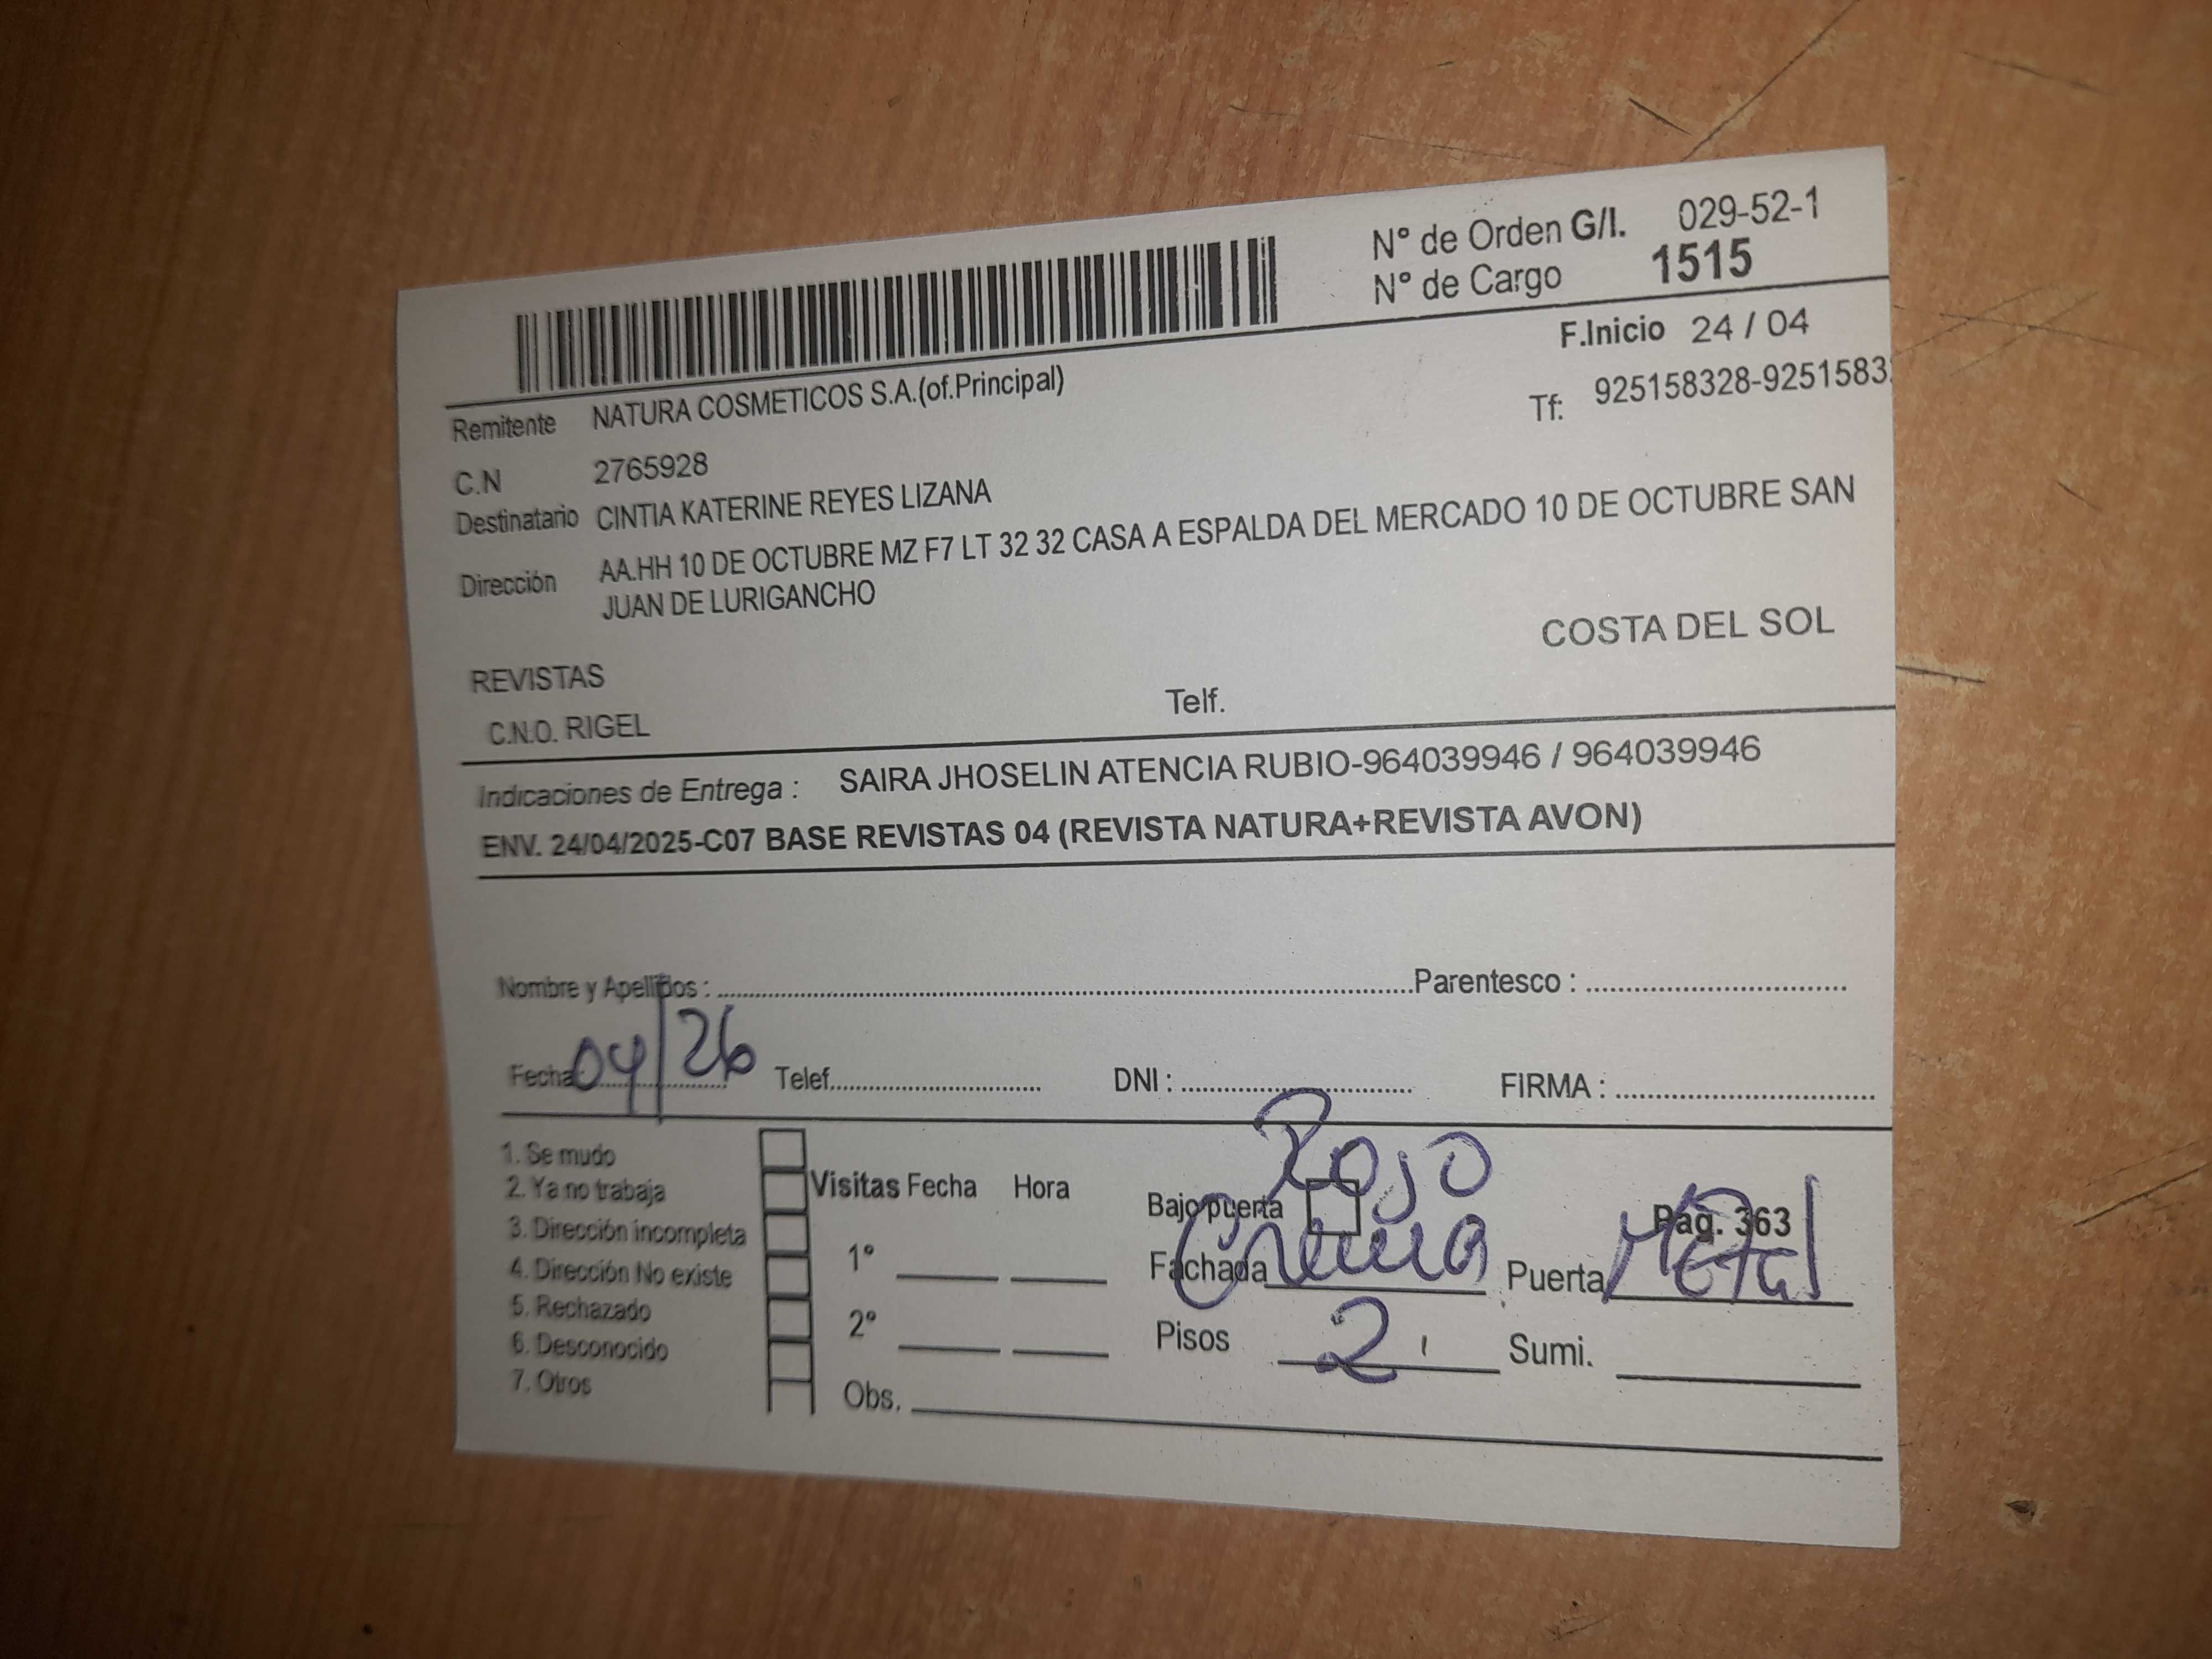 Nº de Orden G/I. 029-52-1
Nº de Cargo 1515
F.Inicio 24 / 04
Remitente NATURA COSMETICOS S.A.(of.Principal)
Tf: 925158328-92515832
C.N 2765928
Destinatario CINTIA KATERINE REYES LIZANA
Dirección AA.HH 10 DE OCTUBRE MZ F7 LT 32 32 CASA A ESPALDA DEL MERCADO 10 DE OCTUBRE SAN
JUAN DE LURIGANCHO
COSTA DEL SOL
REVISTAS
C.N.O. RIGEL Telf.
Indicaciones de Entrega : SAIRA JHOSELIN ATENCIA RUBIO-964039946 / 964039946
ENV. 24/04/2025-C07 BASE REVISTAS 04 (REVISTA NATURA+REVISTA AVON)
Nombre y Apellidos : Parentesco :
Fecha: 04/26 Telef. DNI : FIRMA :
1. Se mudo
2. Ya no trabaja
3. Dirección incompleta
4. Dirección No existe
5. Rechazado
6. Desconocido
7. Otros
Visitas Fecha Hora
1º
2º
Obs.
Rojo
Bajo puerta Pag. 363
Fachada Crema Puerta Metal
Pisos 2 Sumi.